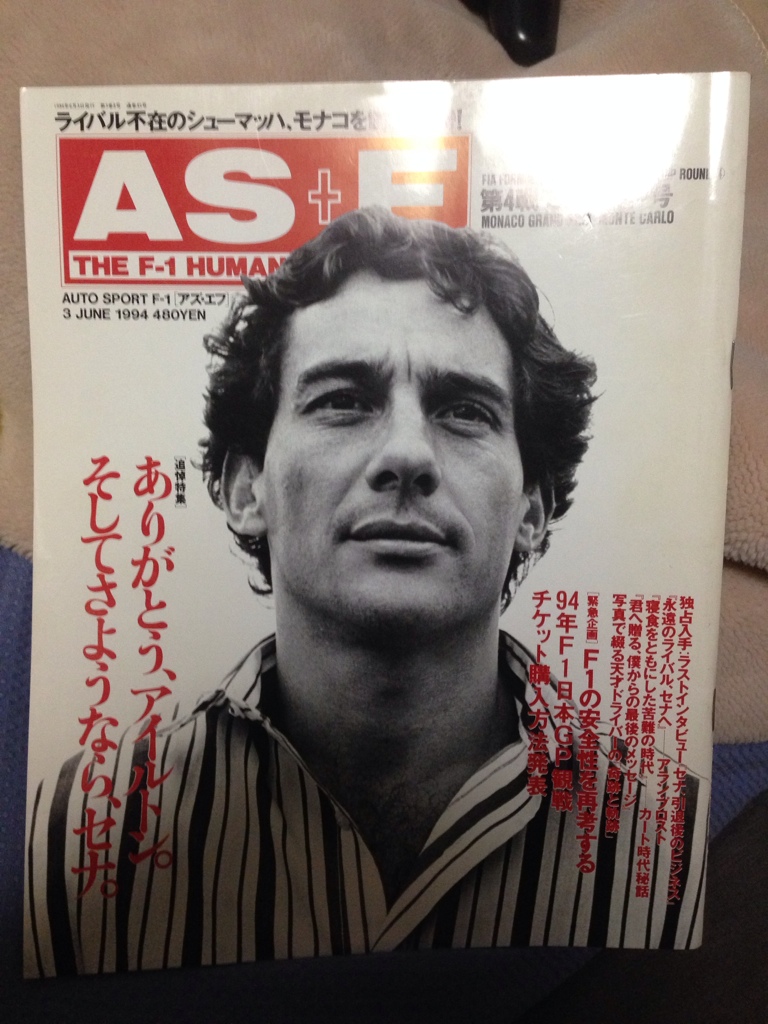 ライバル不在のシューマッハ、モナコを
AS+F
THE F-1 HUMAN
AUTO SPORT F-1 [アズ・エフ]
3 JUNE 1994 480YEN
ROUND
第4戦
号
MONACO GRAND
MONTE CARLO
[追悼特集]
ありがとう、アイルトン。
そしてさようなら、セナ。
独占入手・ラストインタビュー「セナ、引退後のビジネス」
「永遠のライバル、セナへ」 アラン・プロスト
「寝食をともにした苦難の時代」 カート時代秘話
「君へ贈る、僕からの最後のメッセージ
写真で綴る天才ドライバーの「奇跡と軌跡」
[緊急企画] F1の安全性を再考する
94年F1日本GP観戦
チケット購入方法発表